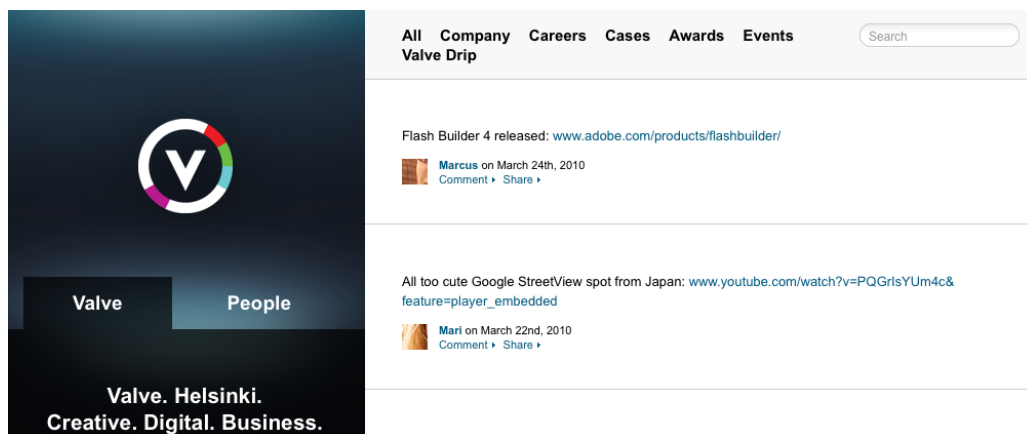 All Company Careers Cases Awards Events
Valve Drip
Search
V
Valve People
Valve. Helsinki.
Creative. Digital. Business.
Flash Builder 4 released: www.adobe.com/products/flashbuilder/
Marcus on March 24th, 2010
Comment Share
All too cute Google StreetView spot from Japan: www.youtube.com/watch?v=PQGrIsYUm4c&
feature=player_embedded
Mari on March 22nd, 2010
Comment Share